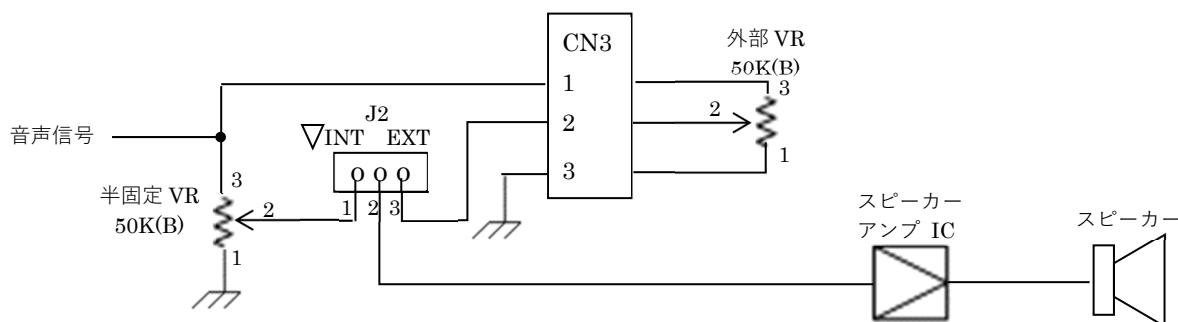 CN3
1
2
3
外部 VR
50K(B)
3
2
1
音声信号
J2
▽INT EXT
1 2 3
半固定 VR
50K(B)
3
2
1
スピーカー
アンプ IC
スピーカー